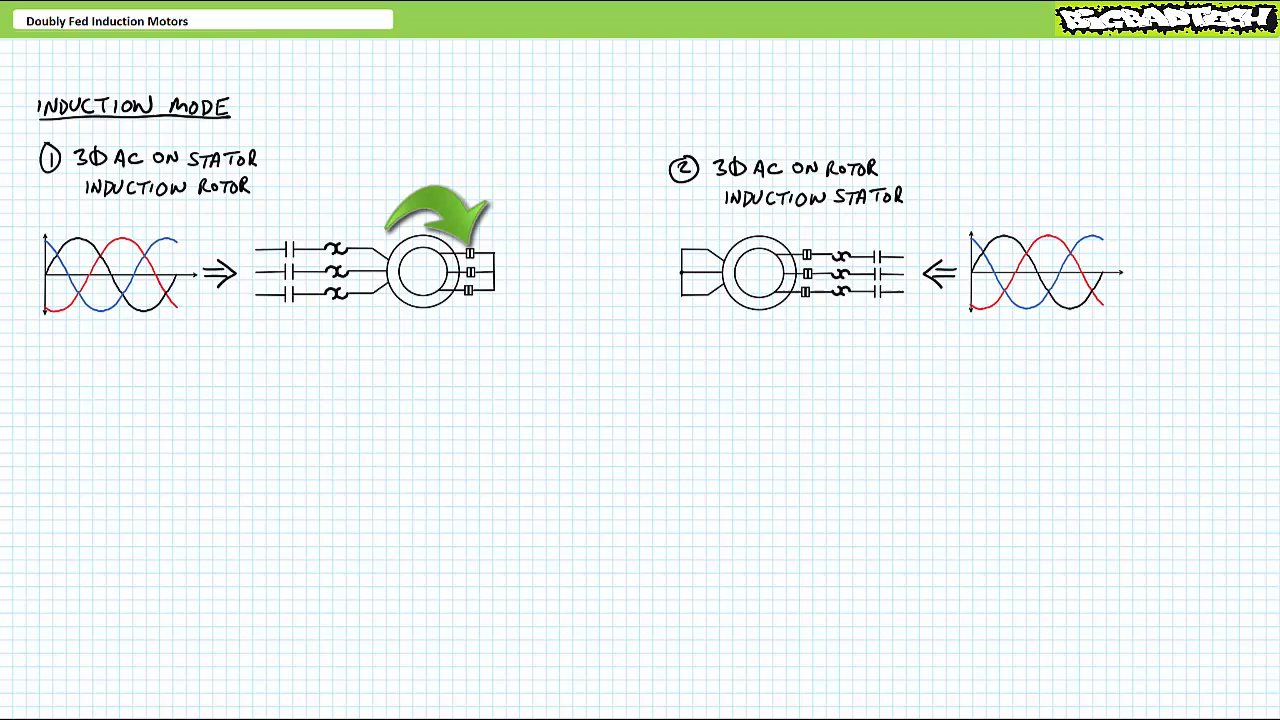 Doubly Fed Induction Motors
BIGBADTECH
INDUCTION MODE
① 3Φ AC ON STATOR
INDUCTION ROTOR
② 3Φ AC ON ROTOR
INDUCTION STATOR